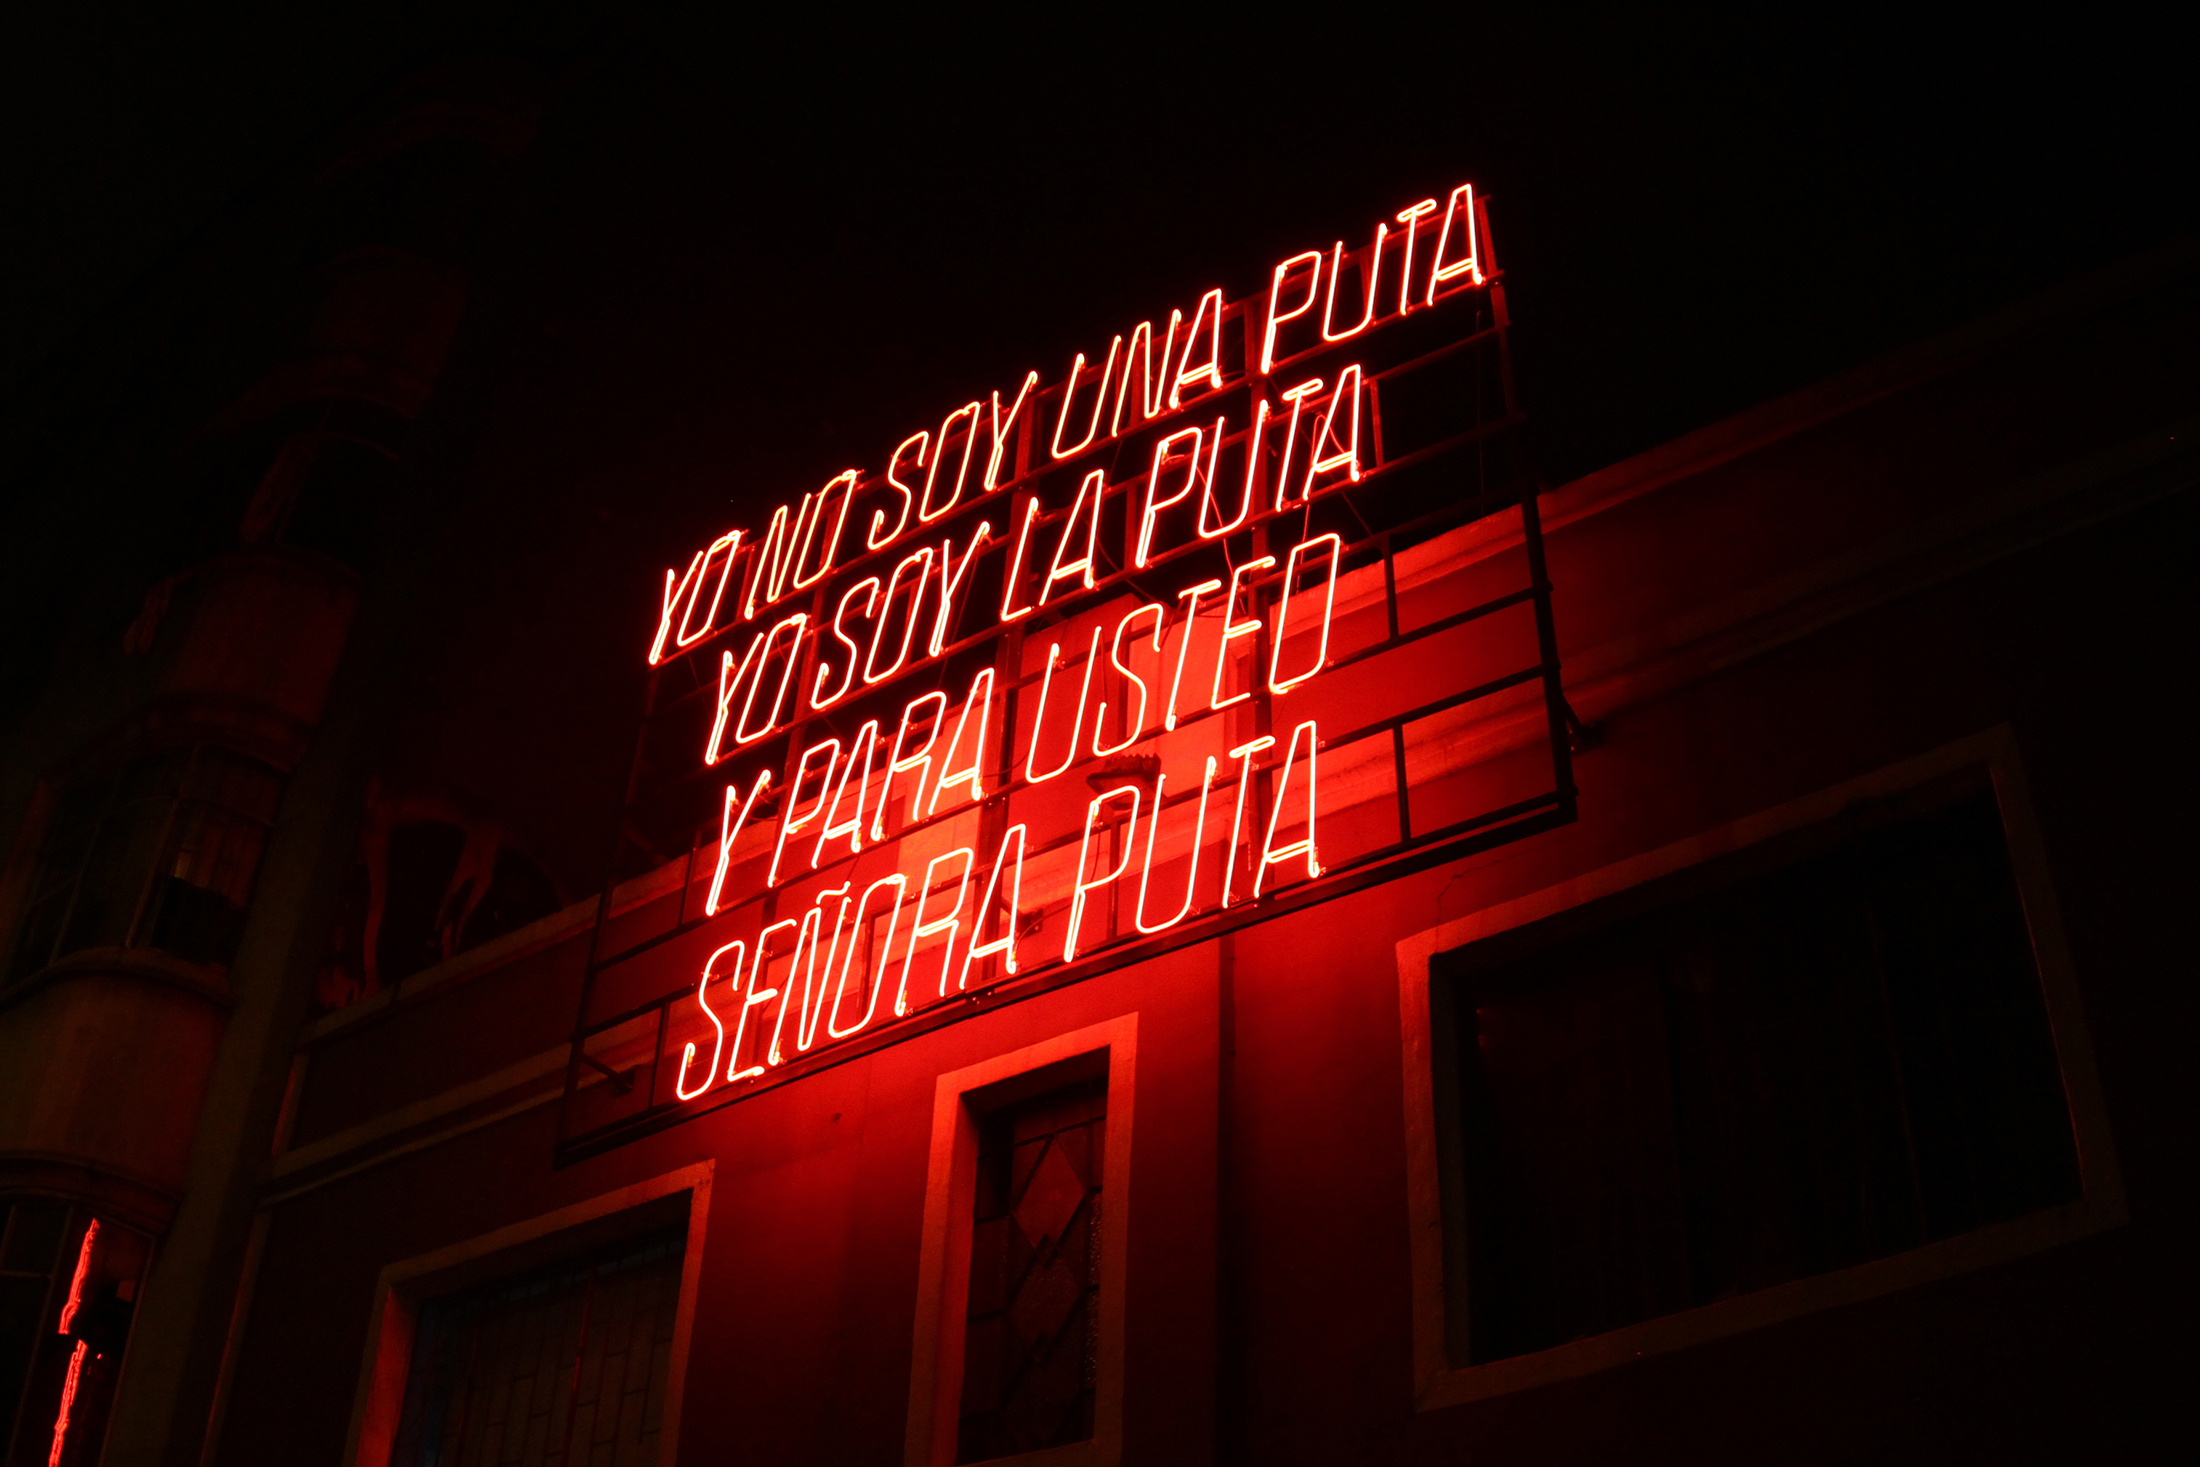 YO NO SOY UNA PUTA
YO SOY LA PUTA
Y PARA USTED
SEÑORA PUTA